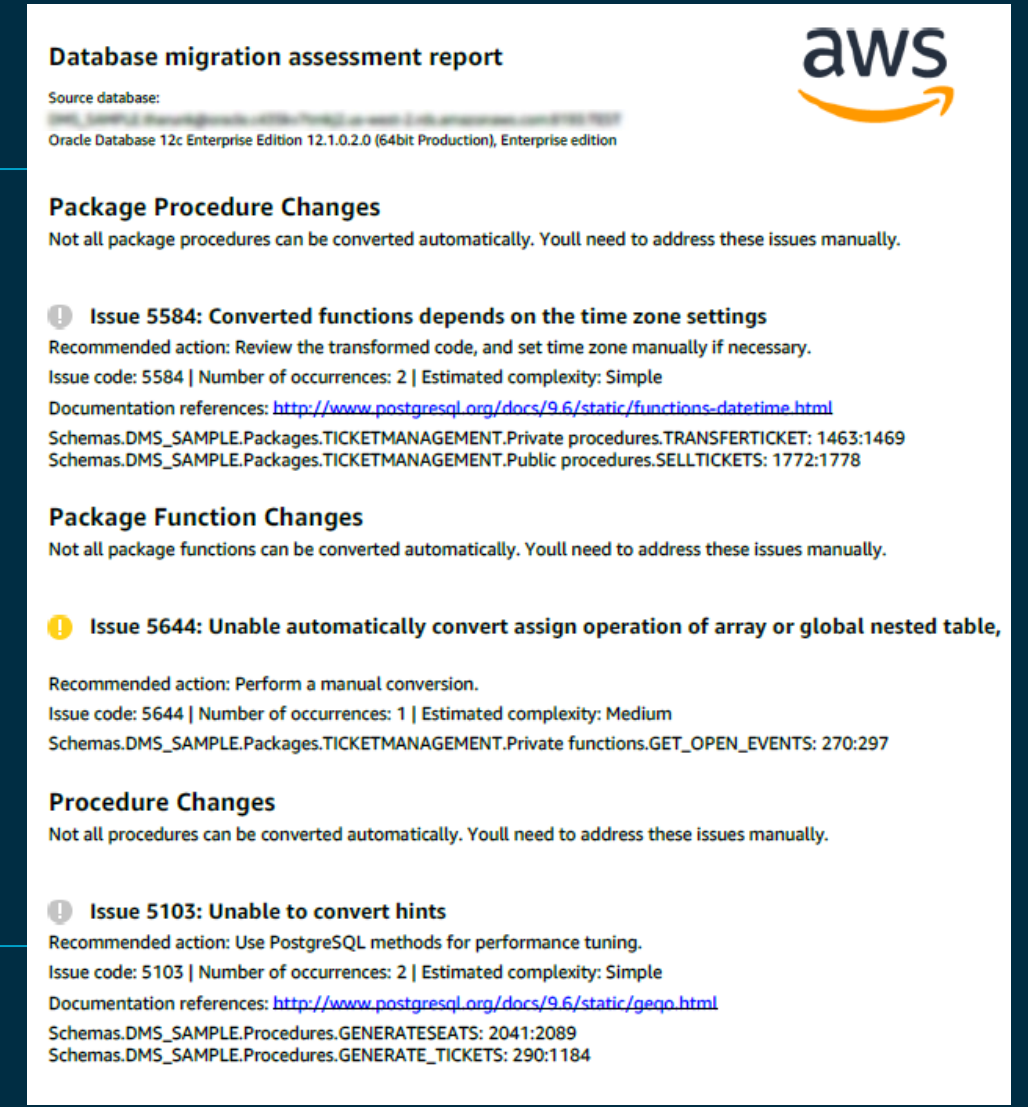 aws
Database migration assessment report
Source database:
Oracle Database 12c Enterprise Edition 12.1.0.2.0 (64bit Production), Enterprise edition
Package Procedure Changes
Not all package procedures can be converted automatically. Youll need to address these issues manually.
Issue 5584: Converted functions depends on the time zone settings
Recommended action: Review the transformed code, and set time zone manually if necessary.
Issue code: 5584 | Number of occurrences: 2 | Estimated complexity: Simple
Documentation references: http://www.postgresql.org/docs/9.6/static/functions-datetime.html
Schemas.DMS_SAMPLE.Packages.TICKETMANAGEMENT.Private procedures.TRANSFERTICKET: 1463:1469
Schemas.DMS_SAMPLE.Packages.TICKETMANAGEMENT.Public procedures.SELLTICKETS: 1772:1778
Package Function Changes
Not all package functions can be converted automatically. Youll need to address these issues manually.
Issue 5644: Unable automatically convert assign operation of array or global nested table,
Recommended action: Perform a manual conversion.
Issue code: 5644 | Number of occurrences: 1 | Estimated complexity: Medium
Schemas.DMS_SAMPLE.Packages.TICKETMANAGEMENT.Private functions.GET_OPEN_EVENTS: 270:297
Procedure Changes
Not all procedures can be converted automatically. Youll need to address these issues manually.
Issue 5103: Unable to convert hints
Recommended action: Use PostgreSQL methods for performance tuning.
Issue code: 5103 | Number of occurrences: 2 | Estimated complexity: Simple
Documentation references: http://www.postgresql.org/docs/9.6/static/geqo.html
Schemas.DMS_SAMPLE.Procedures.GENERATESEATS: 2041:2089
Schemas.DMS_SAMPLE.Procedures.GENERATE_TICKETS: 290:1184